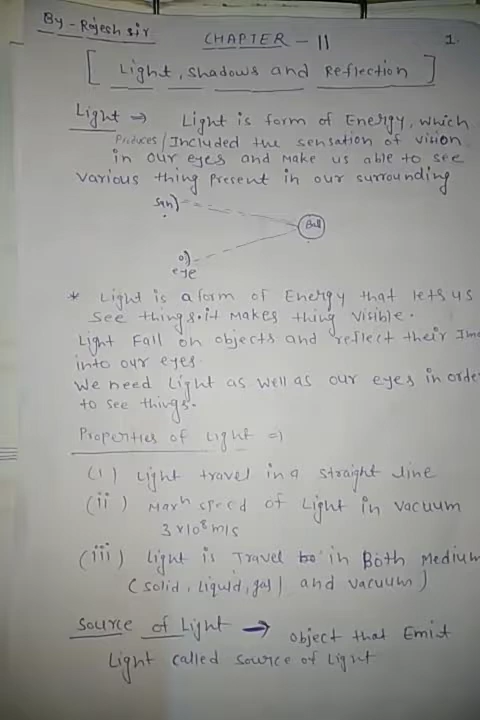 By - Rajesh sir
CHAPTER - 11
1.
[ Light, Shadows and Reflection ]
Light → Light is form of Energy, which
Produces / Included the sensation of vision
in our eyes and make us able to see
various thing present in our surrounding
Sun
Ball
eye
* Light is a form of Energy that lets us
see things. it makes thing visible.
Light Fall on objects and reflect their Ima
into our eyes.
We need Light as well as our eyes in orde
to see things.
Properties of Light ⇒
(i) Light travel in a straight line
(ii) Maxm speed of Light in vacuum
3 x 10⁸ m/s
(iii) Light is Travel in Both Medium
(solid, Liquid, gas) and vacuum)
Source of Light → object that Emit
Light called source of Light